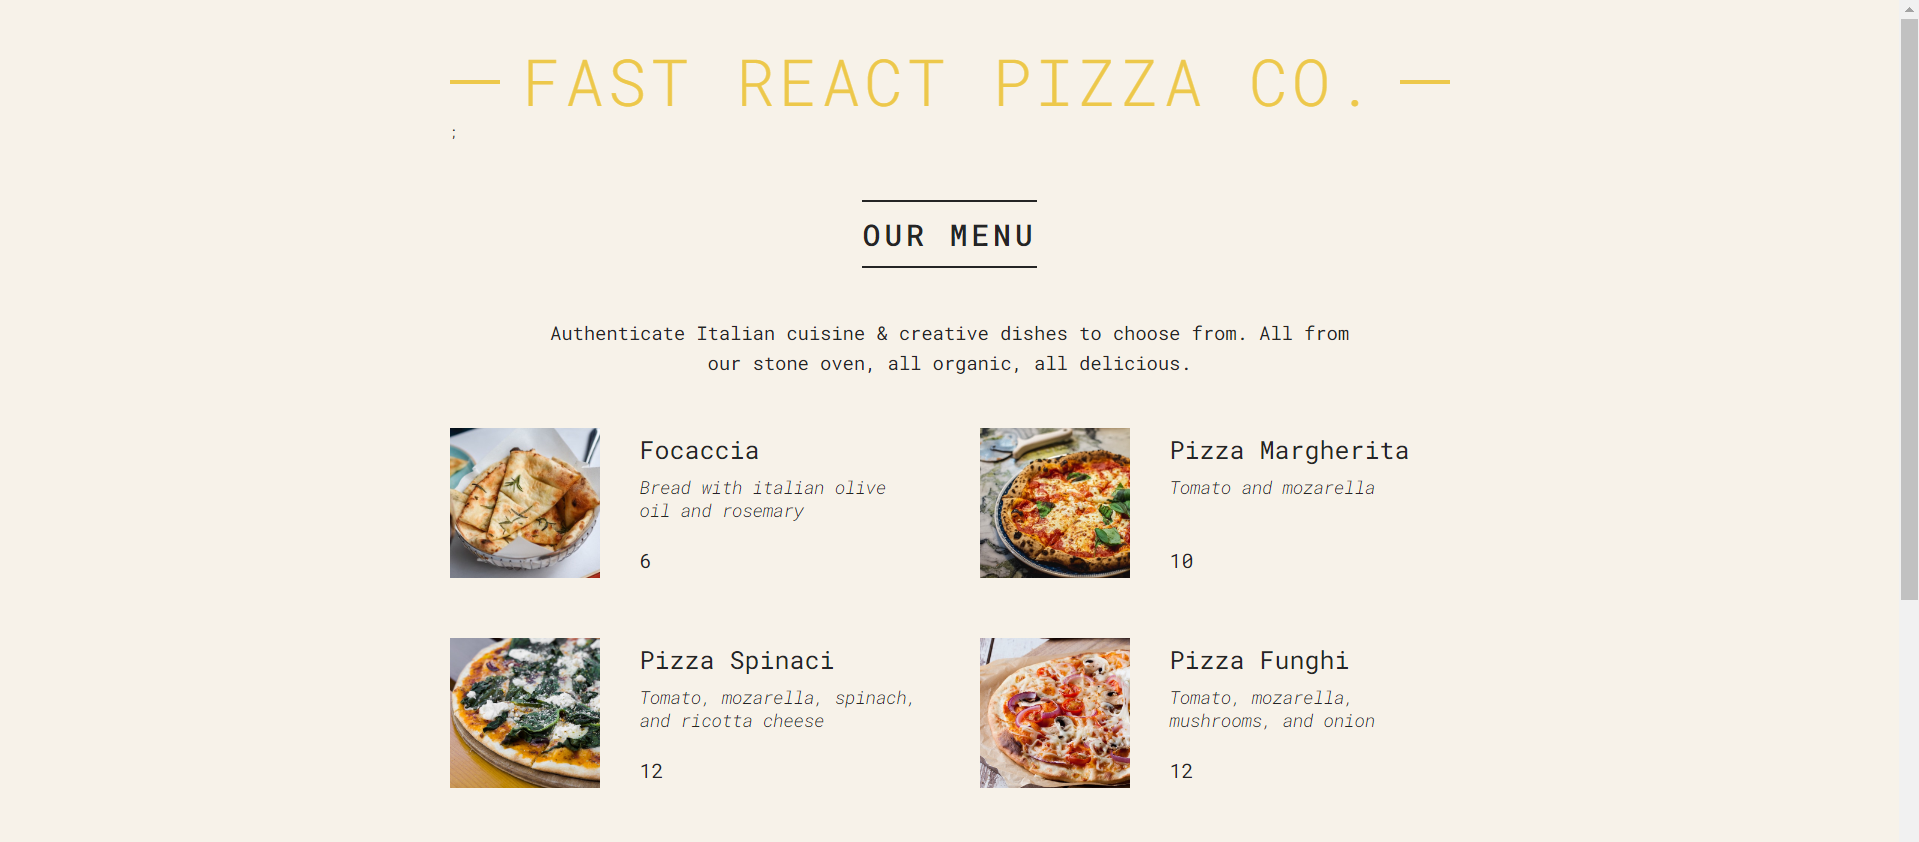 FAST REACT PIZZA CO.
;
OUR MENU
Authenticate Italian cuisine & creative dishes to choose from. All from
our stone oven, all organic, all delicious.
Focaccia
Bread with italian olive
oil and rosemary
6
Pizza Margherita
Tomato and mozarella
10
Pizza Spinaci
Tomato, mozarella, spinach,
and ricotta cheese
12
Pizza Funghi
Tomato, mozarella,
mushrooms, and onion
12